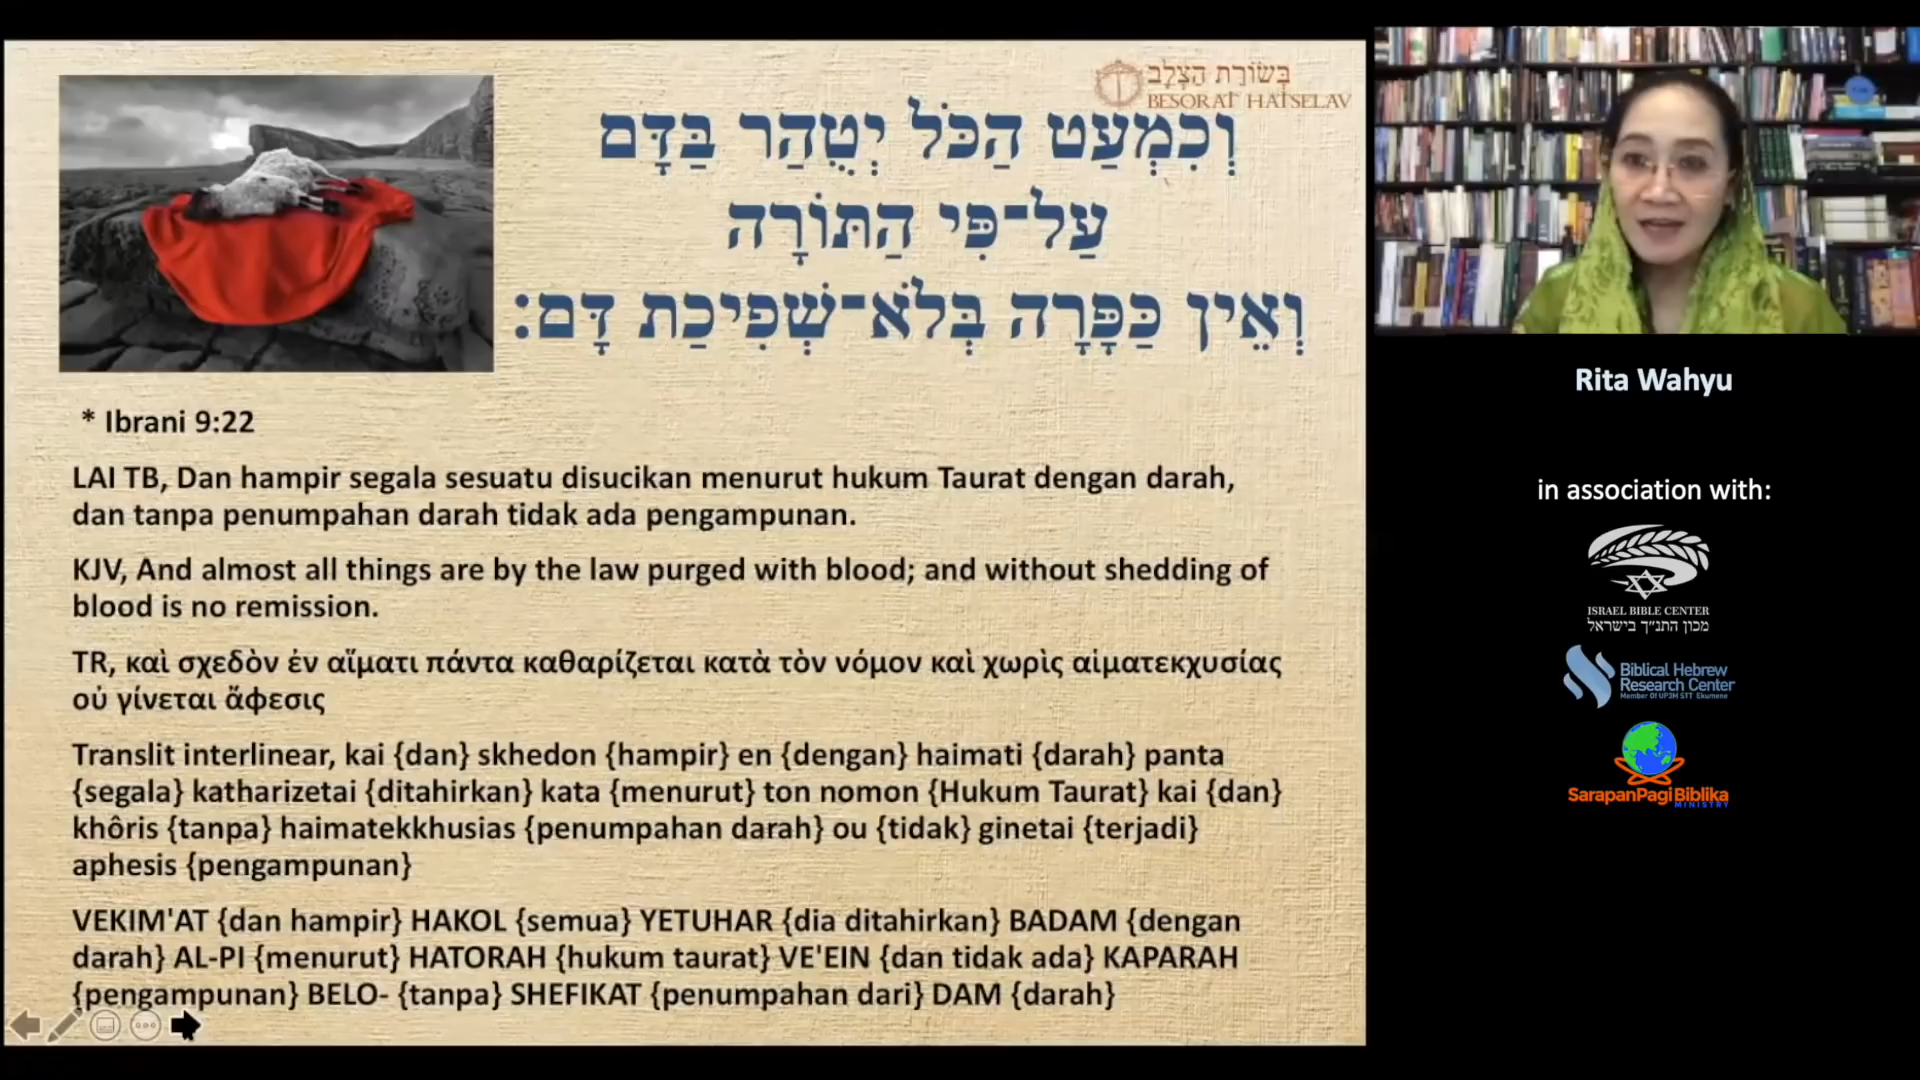 בְּשׂוֹרַת הַצְּלָב
BESORAT HATSELAV
וְכִמְעַט הַכֹּל יְטֻהַר בַּדָּם
עַל־פִּי הַתּוֹרָה
וְאֵין כַּפָּרָה בְּלֹא־שְׁפִיכַת דָּם׃
* Ibrani 9:22
LAI TB, Dan hampir segala sesuatu disucikan menurut hukum Taurat dengan darah,
dan tanpa penumpahan darah tidak ada pengampunan.
KJV, And almost all things are by the law purged with blood; and without shedding of
blood is no remission.
TR, καὶ σχεδὸν ἐν αἵματι πάντα καθαρίζεται κατὰ τὸν νόμον καὶ χωρὶς αἱματεκχυσίας
οὐ γίνεται ἄφεσις
Translit interlinear, kai {dan} skhedon {hampir} en {dengan} haimati {darah} panta
{segala} katharizetai {ditahirkan} kata {menurut} ton nomon {Hukum Taurat} kai {dan}
khôris {tanpa} haimatekkhusias {penumpahan darah} ou {tidak} ginetai {terjadi}
aphesis {pengampunan}
VEKIM'AT {dan hampir} HAKOL {semua} YETUHAR {dia ditahirkan} BADAM {dengan
darah} AL-PI {menurut} HATORAH {hukum taurat} VE'EIN {dan tidak ada} KAPARAH
{pengampunan} BELO- {tanpa} SHEFIKAT {penumpahan dari} DAM {darah}
Rita Wahyu
in association with:
ISRAEL BIBLE CENTER
מכון התנ״ך בישראל
Biblical Hebrew
Research Center
Member Of UP3M STT Ekumene
SarapanPagi Biblika
MINISTRY